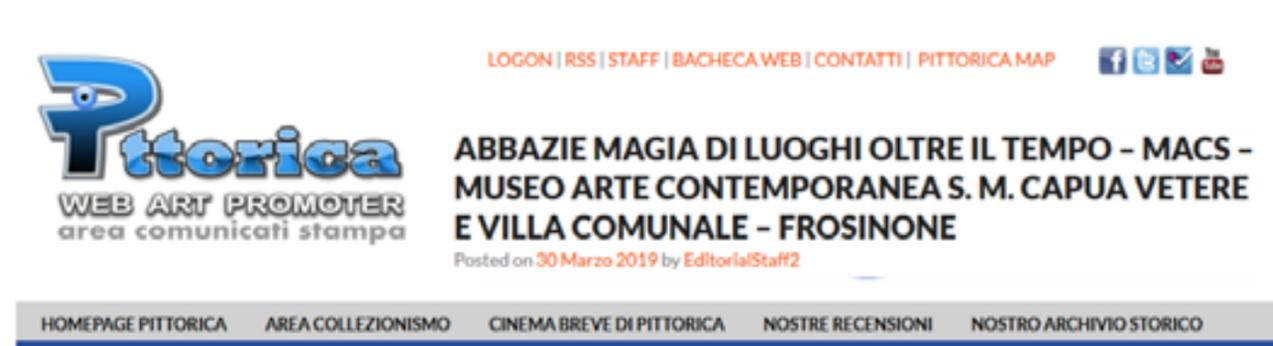 LOGON | RSS | STAFF | BACHECA WEB | CONTATTI | PITTORICA MAP
Pittorica
WEB ART PROMOTER
area comunicati stampa
ABBAZIE MAGIA DI LUOGHI OLTRE IL TEMPO – MACS –
MUSEO ARTE CONTEMPORANEA S. M. CAPUA VETERE
E VILLA COMUNALE – FROSINONE
Posted on 30 Marzo 2019 by EditorialStaff2
HOMEPAGE PITTORICA AREA COLLEZIONISMO CINEMA BREVE DI PITTORICA NOSTRE RECENSIONI NOSTRO ARCHIVIO STORICO